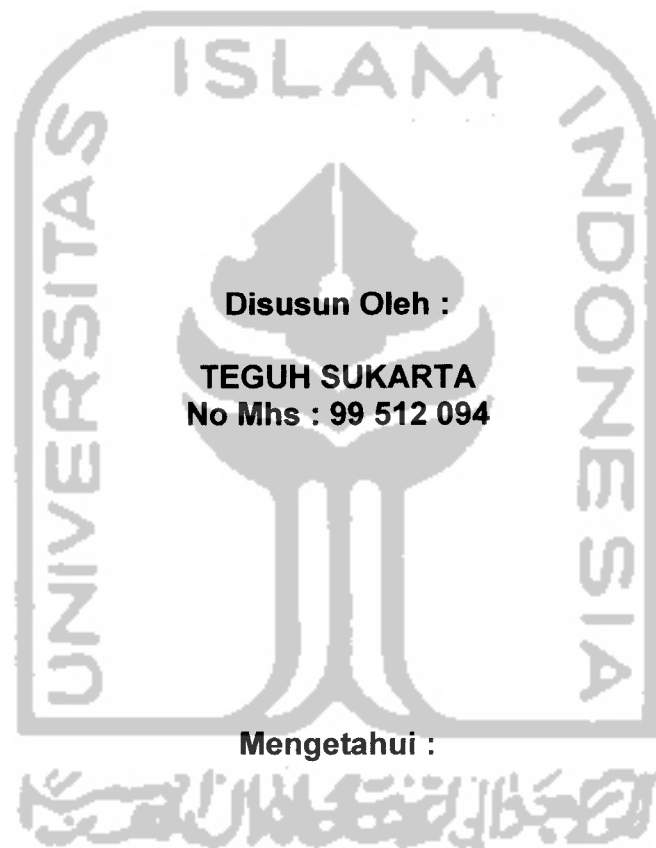 ISLAM
UNIVERSITAS
INDONESIA
Disusun Oleh :
TEGUH SUKARTA
No Mhs : 99 512 094
Mengetahui :